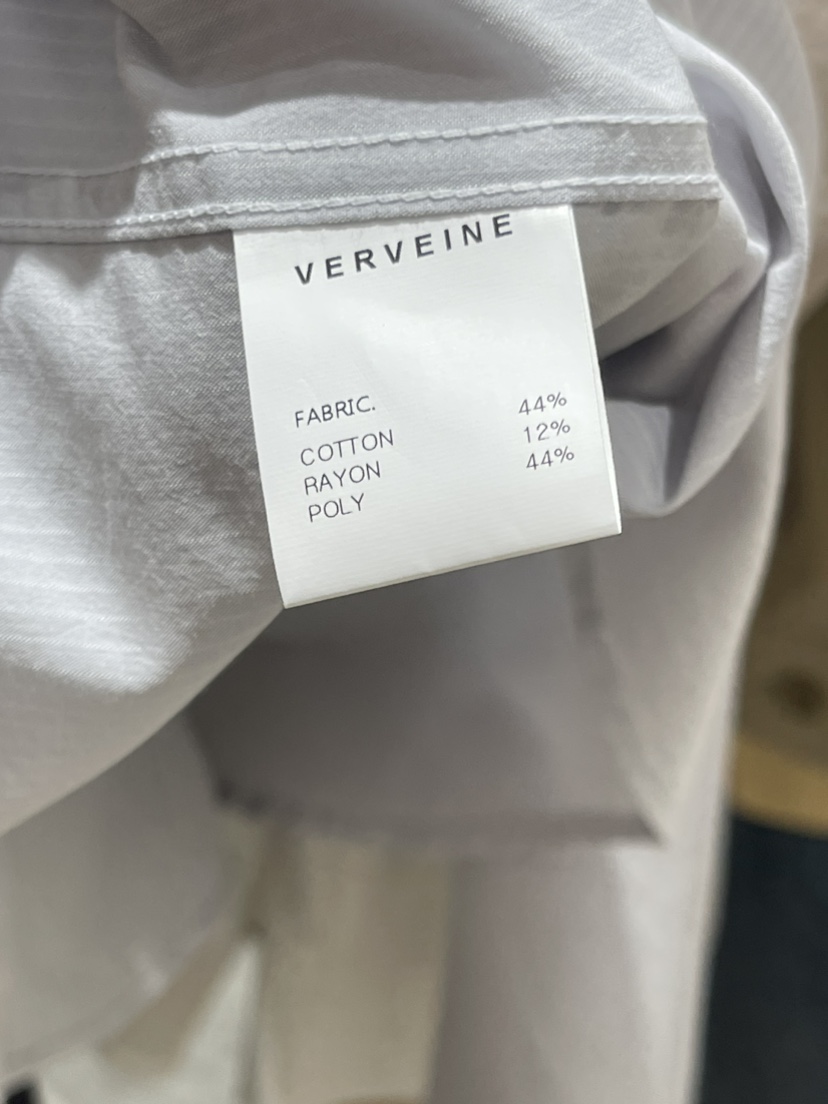 VERVEINE
FABRIC.
COTTON 44%
RAYON 12%
POLY 44%